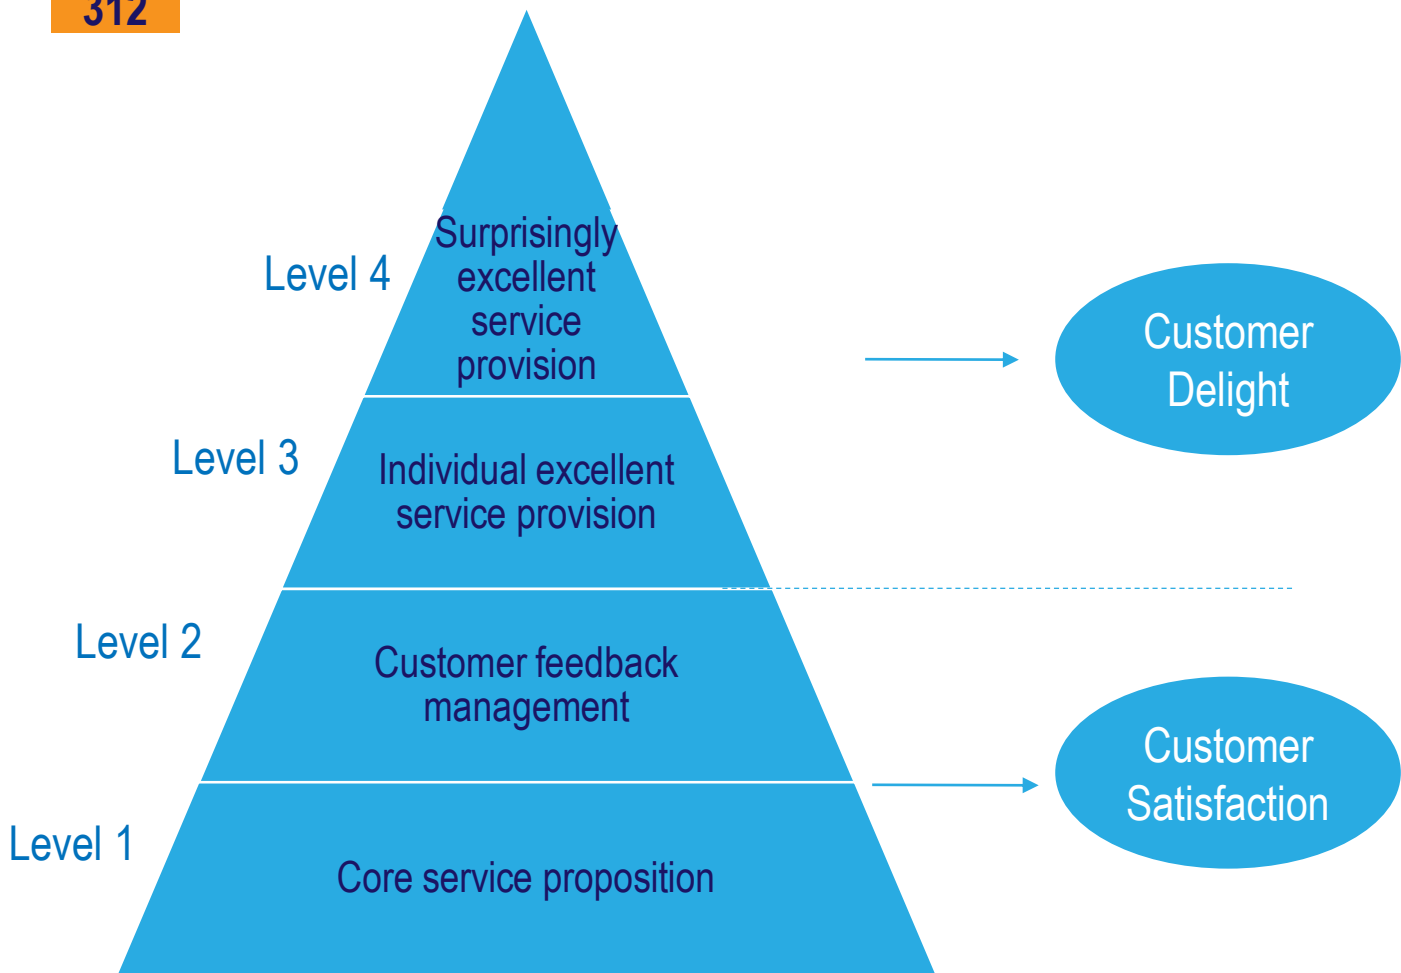 312
Surprisingly
excellent
service
provision
Level 4
Customer
Delight
Level 3
Individual excellent
service provision
Level 2
Customer feedback
management
Customer
Satisfaction
Level 1
Core service proposition